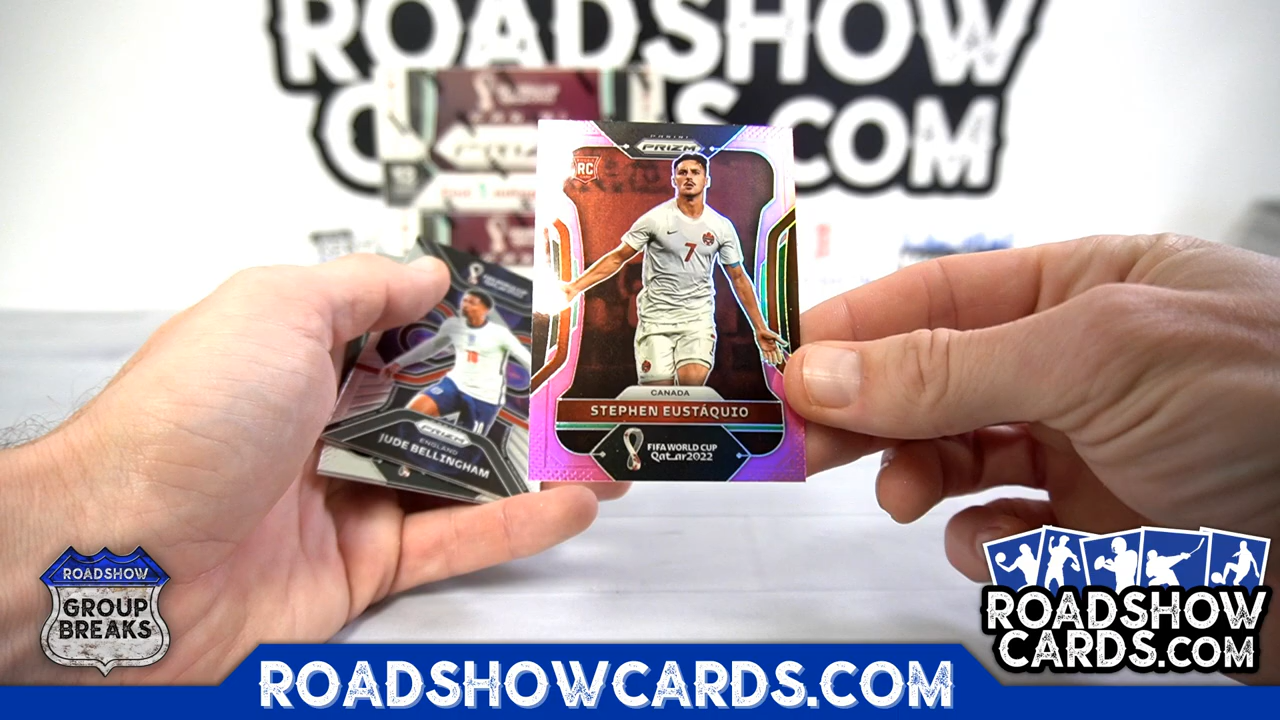 ROADSHOW
CARDS.COM
PANINI
PRIZM
RC
7
CANADA
STEPHEN EUSTÁQUIO
FIFA WORLD CUP
Qatar2022
PRIZM
ENGLAND
JUDE BELLINGHAM
ROADSHOW
GROUP
BREAKS
ROADSHOW
CARDS.COM
ROADSHOWCARDS.COM